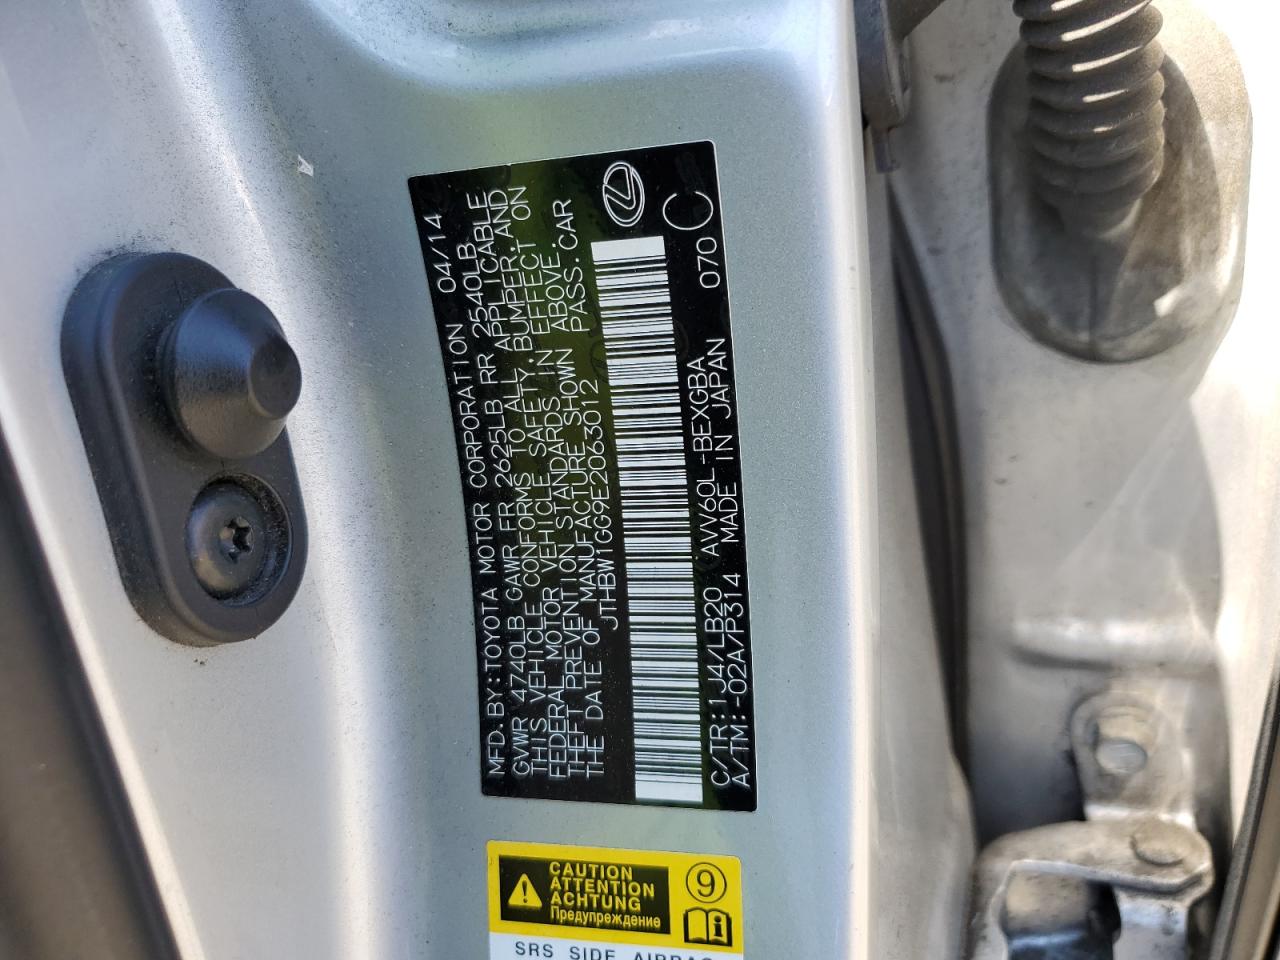 MFD.BY:TOYOTA MOTOR CORPORATION 04/14
GVWR 4740LB GAWR FR 2625LB RR 2540LB
THIS VEHICLE CONFORMS TO ALL APPLICABLE
FEDERAL MOTOR VEHICLE SAFETY, BUMPER, AND
THEFT PREVENTION STANDARDS IN EFFECT ON
THE DATE OF MANUFACTURE SHOWN ABOVE.
JTHBW1GG9E2063012 PASS.CAR
C/TR:1J4/LB20 AVV60L-BEXGBA 070 C
A/TM:-02A/P314 MADE IN JAPAN
CAUTION
ATTENTION
ACHTUNG
Предупреждение
9
i
SRS SIDE AIRBAG